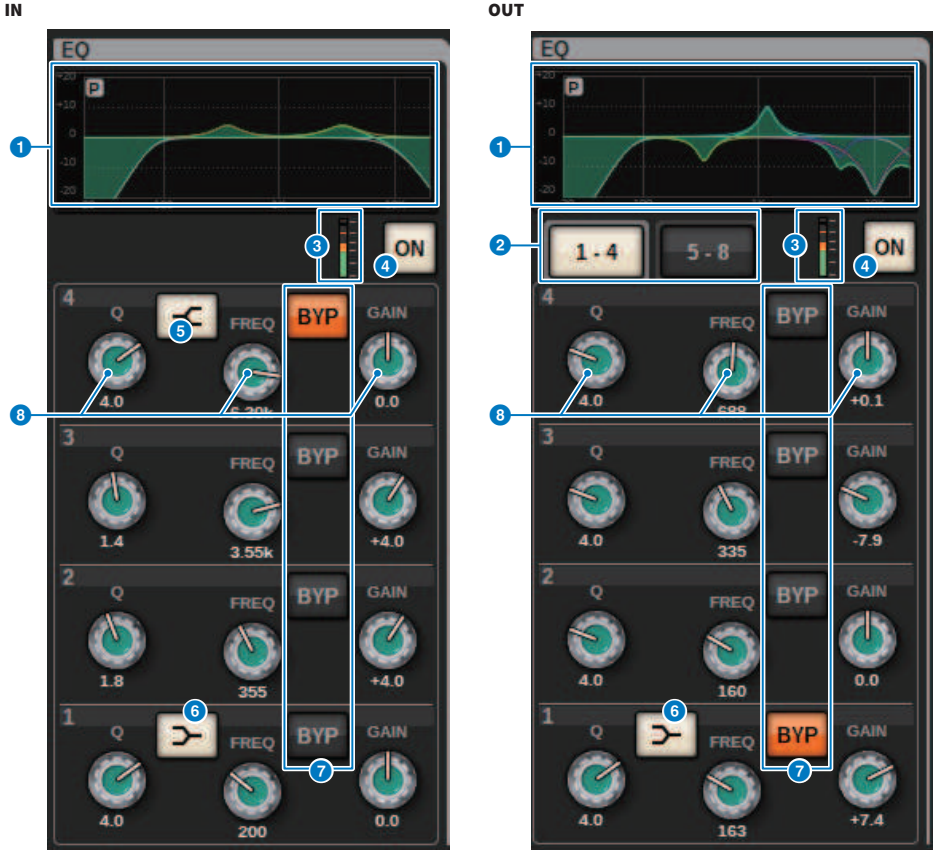 IN
EQ
+20
P
+10
0
-10
-20
1
3
4
ON
4
Q
5
FREQ
BYP
GAIN
4.0
6.30k
0.0
8
3
Q
FREQ
BYP
GAIN
1.4
3.55k
+4.0
2
Q
FREQ
BYP
GAIN
1.8
355
+4.0
1
Q
6
FREQ
BYP
GAIN
7
4.0
200
0.0
OUT
EQ
+20
P
+10
0
-10
-20
1
2
1 - 4
5 - 8
3
4
ON
4
Q
FREQ
BYP
GAIN
4.0
688
+0.1
8
3
Q
FREQ
BYP
GAIN
4.0
335
-7.9
2
Q
FREQ
BYP
GAIN
4.0
160
0.0
1
Q
6
FREQ
BYP
GAIN
7
4.0
163
+7.4